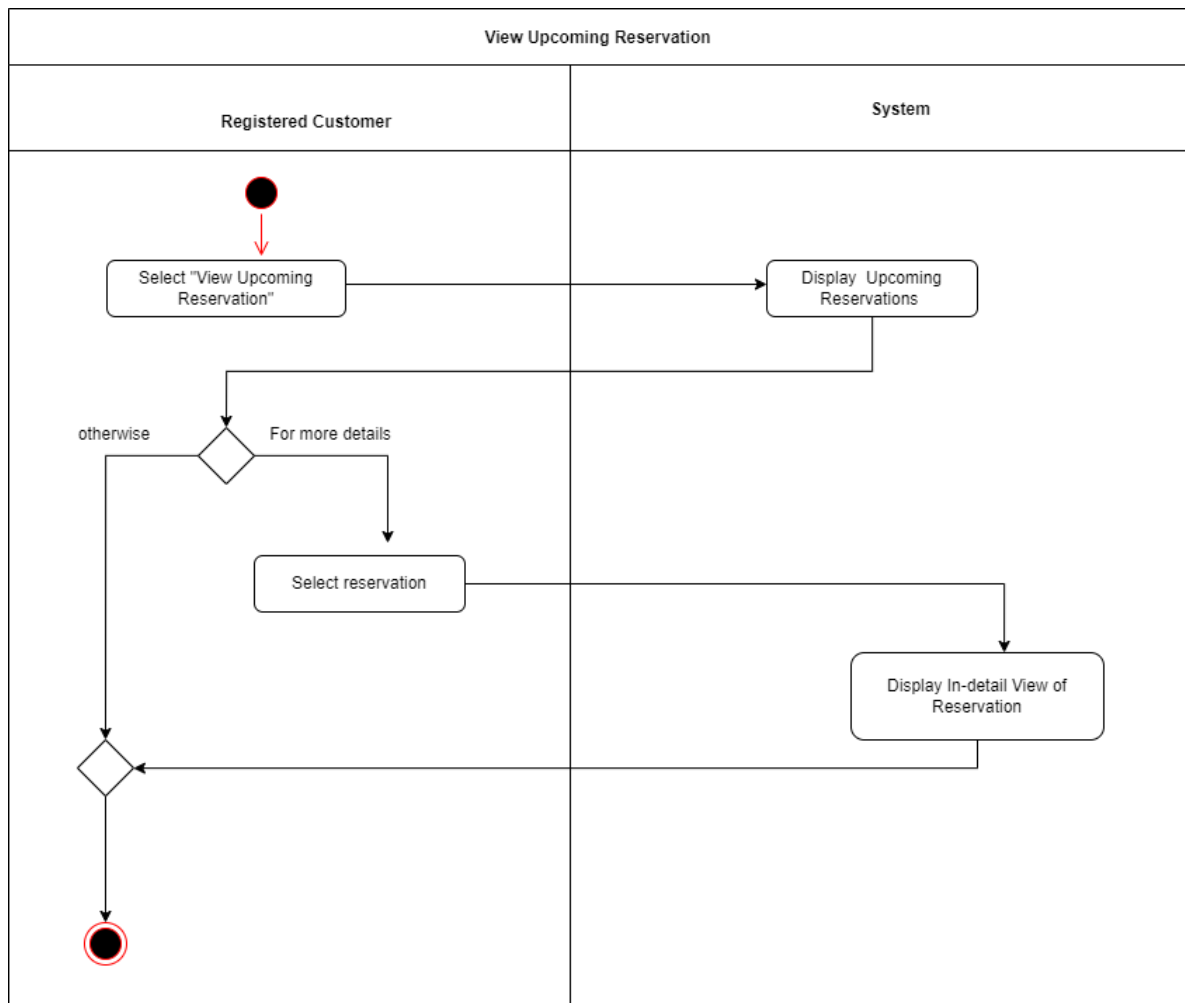 View Upcoming Reservation
Registered Customer
System
Select "View Upcoming
Reservation"
Display Upcoming
Reservations
otherwise
For more details
Select reservation
Display In-detail View of
Reservation